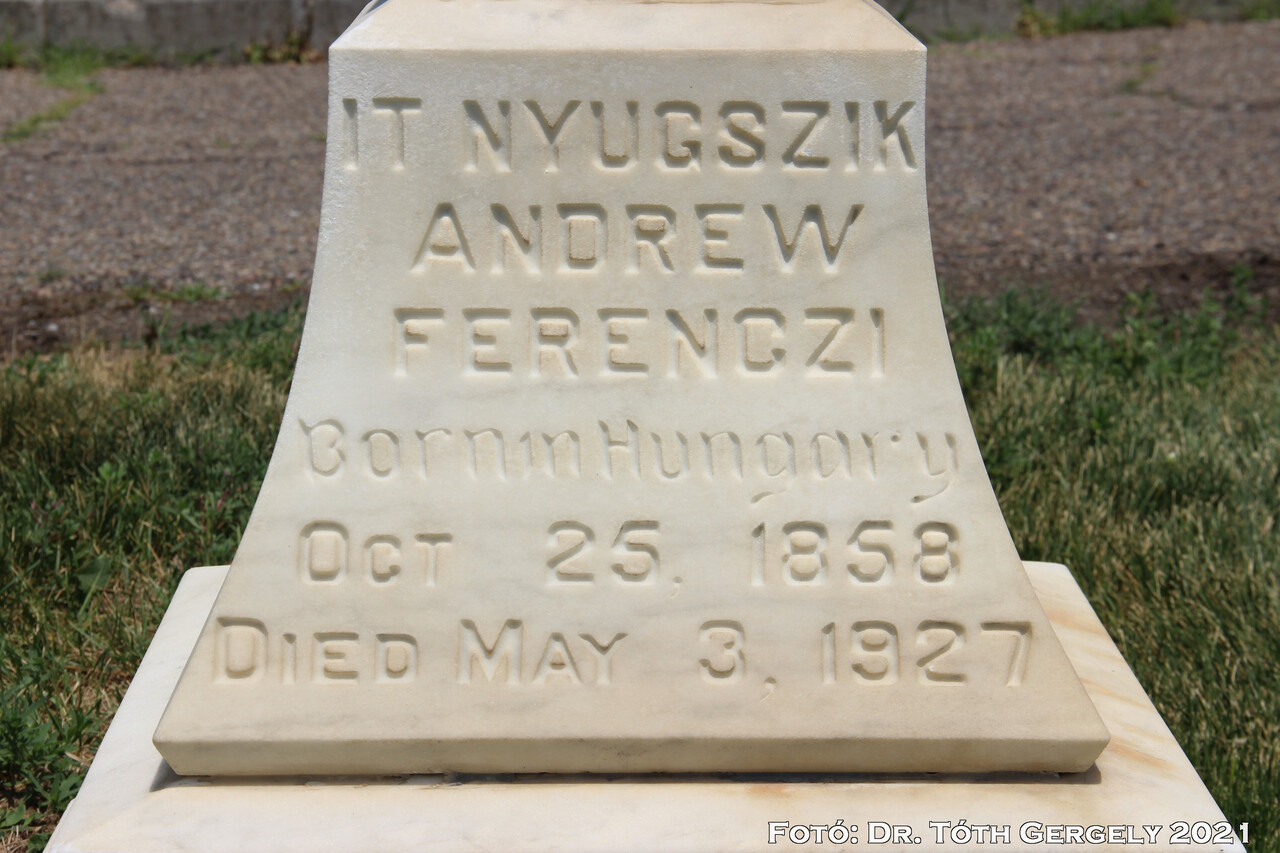 IT NYUGSZIK
ANDREW
FERENCZI
Born in Hungary
OCT 25, 1858
DIED MAY 3, 1927
FOTÓ: DR. TÓTH GERGELY 2021